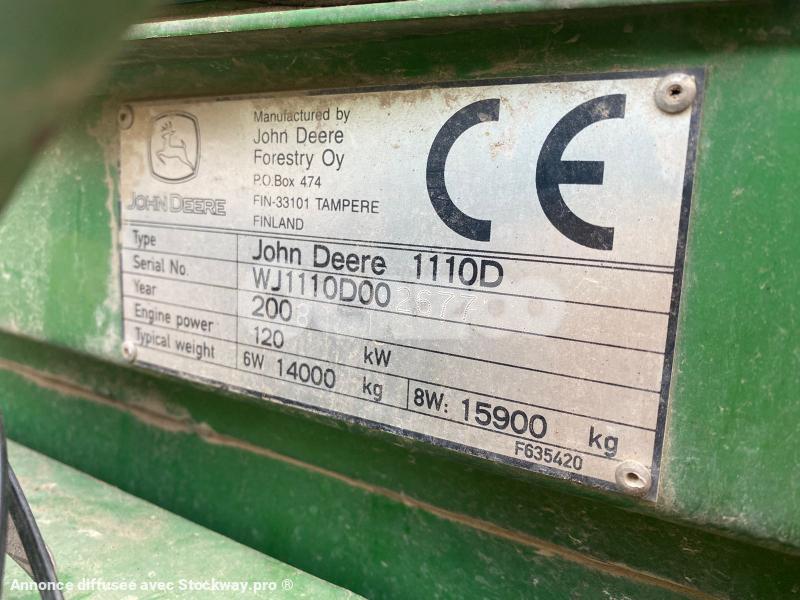 Manufactured by
John Deere
Forestry Oy
P.O.Box 474
FIN-33101 TAMPERE
FINLAND
JOHN DEERE
CE
Type John Deere 1110D
Serial No. WJ1110D002677
Year 2008
Engine power 120 kW
Typical weight 6W 14000 kg 8W: 15900 kg
F635420
Annonce diffusée avec Stockway.pro ®